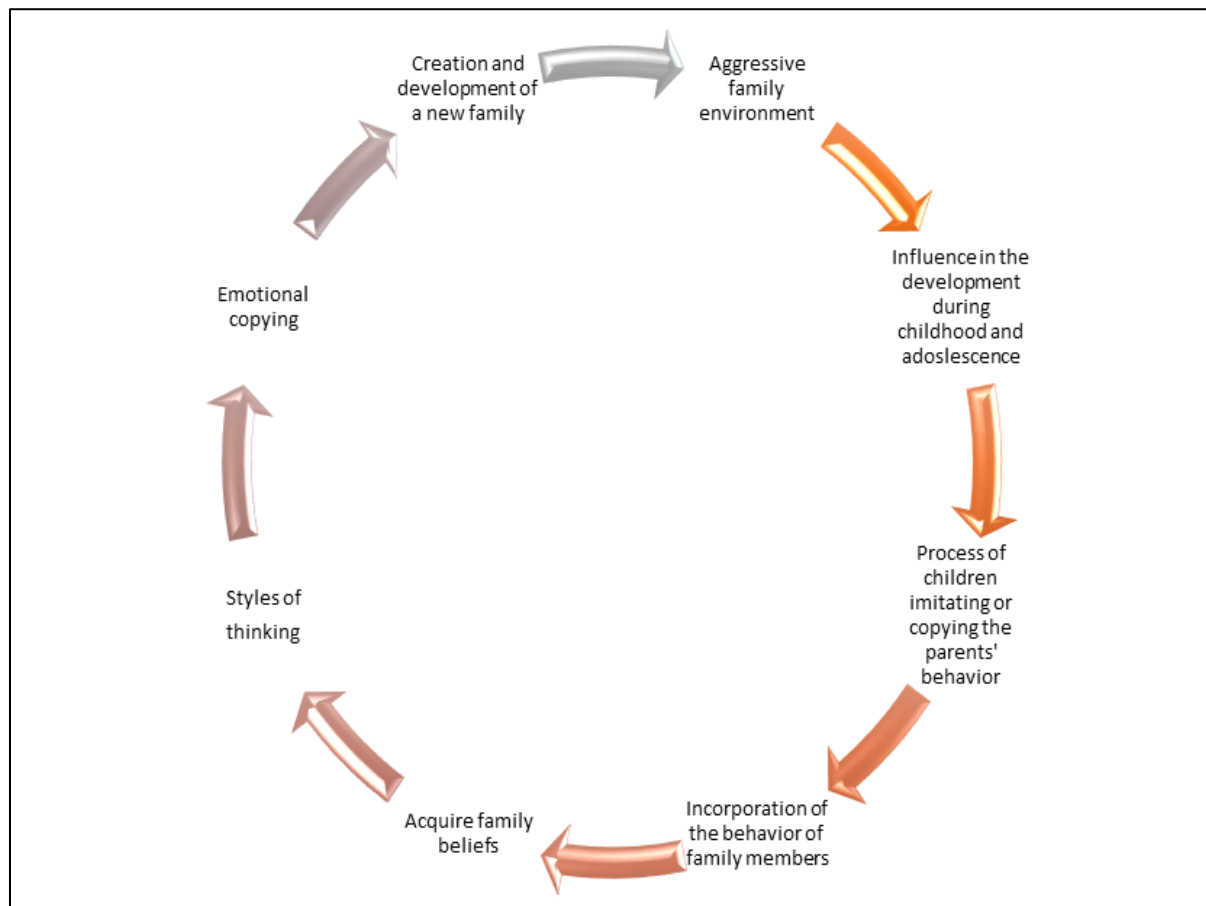 Creation and
development of
a new family
Aggressive
family
environment
Influence in the
development
during
childhood and
adoslescence
Process of
children
imitating or
copying the
parents'
behavior
Incorporation of
the behavior of
family members
Acquire family
beliefs
Styles of
thinking
Emotional
copying